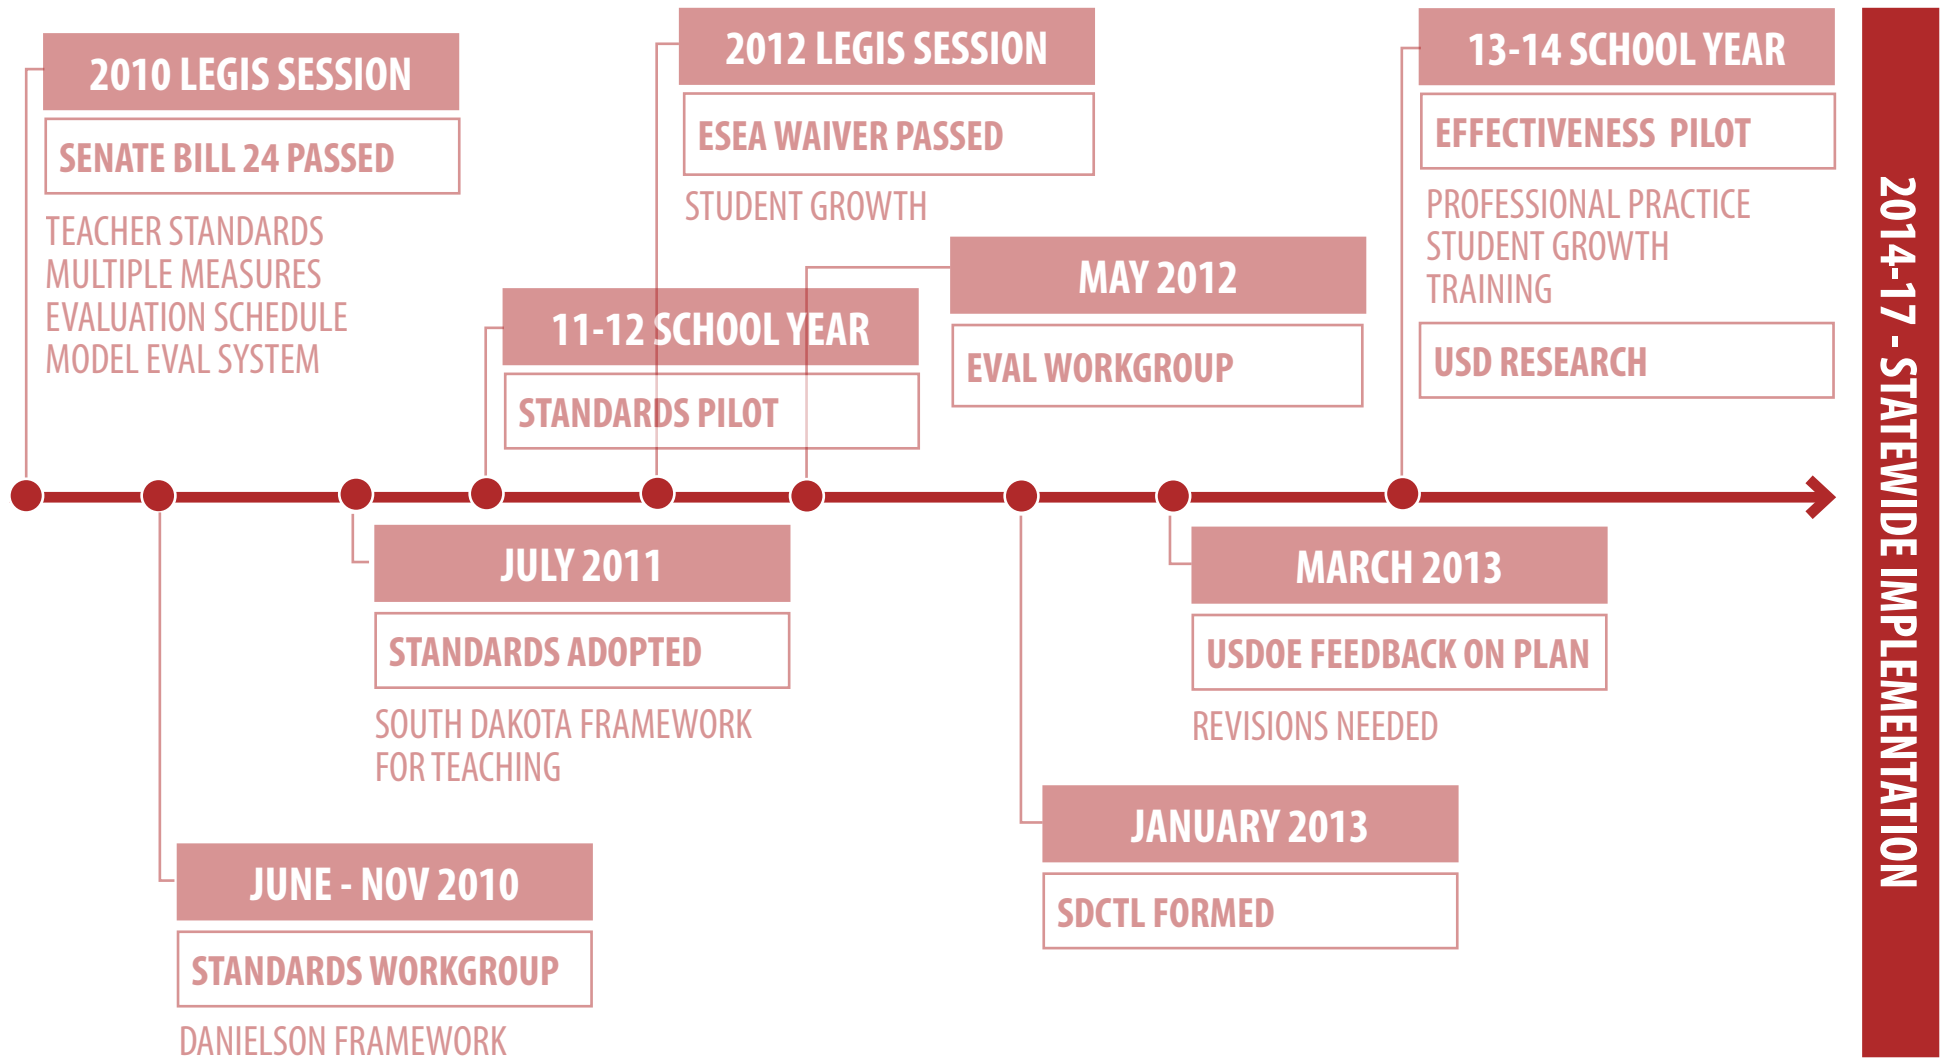 2010 LEGIS SESSION
SENATE BILL 24 PASSED
TEACHER STANDARDS
MULTIPLE MEASURES
EVALUATION SCHEDULE
MODEL EVAL SYSTEM
JUNE - NOV 2010
STANDARDS WORKGROUP
DANIELSON FRAMEWORK
JULY 2011
STANDARDS ADOPTED
SOUTH DAKOTA FRAMEWORK
FOR TEACHING
11-12 SCHOOL YEAR
STANDARDS PILOT
2012 LEGIS SESSION
ESEA WAIVER PASSED
STUDENT GROWTH
MAY 2012
EVAL WORKGROUP
JANUARY 2013
SDCTL FORMED
MARCH 2013
USDOE FEEDBACK ON PLAN
REVISIONS NEEDED
13-14 SCHOOL YEAR
EFFECTIVENESS PILOT
PROFESSIONAL PRACTICE
STUDENT GROWTH
TRAINING
USD RESEARCH
2014-17 - STATEWIDE IMPLEMENTATION